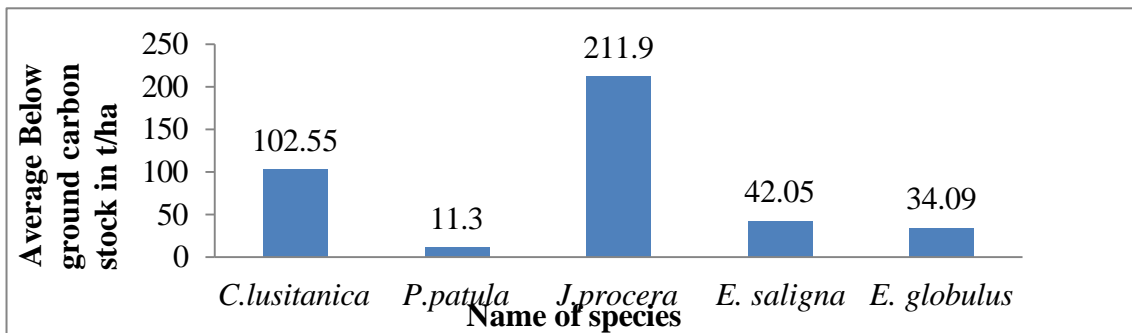 Average Below
ground carbon
stock in t/ha
250
200
150
100
50
0
102.55
11.3
211.9
42.05
34.09
C.lusitanica P.patula J.procera E. saligna E. globulus
Name of species